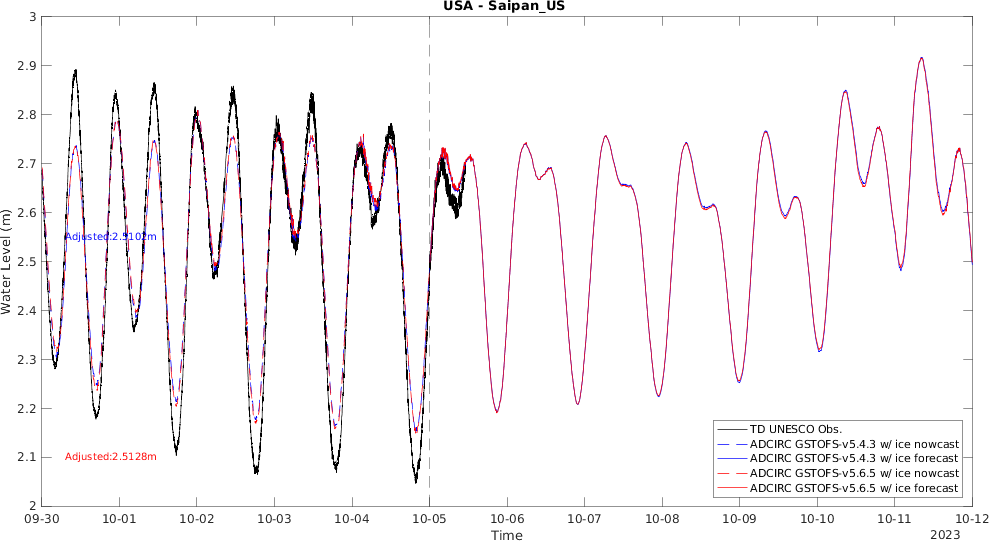 USA - Saipan_US
3
2.9
2.8
2.7
2.6
2.5
2.4
2.3
2.2
2.1
2
Water Level (m)
Adjusted:2.5102m
Adjusted:2.5128m
TD UNESCO Obs.
ADCIRC GSTOFS-v5.4.3 w/ ice nowcast
ADCIRC GSTOFS-v5.4.3 w/ ice forecast
ADCIRC GSTOFS-v5.6.5 w/ ice nowcast
ADCIRC GSTOFS-v5.6.5 w/ ice forecast
09-30 10-01 10-02 10-03 10-04 10-05 10-06 10-07 10-08 10-09 10-10 10-11 10-12
Time
2023